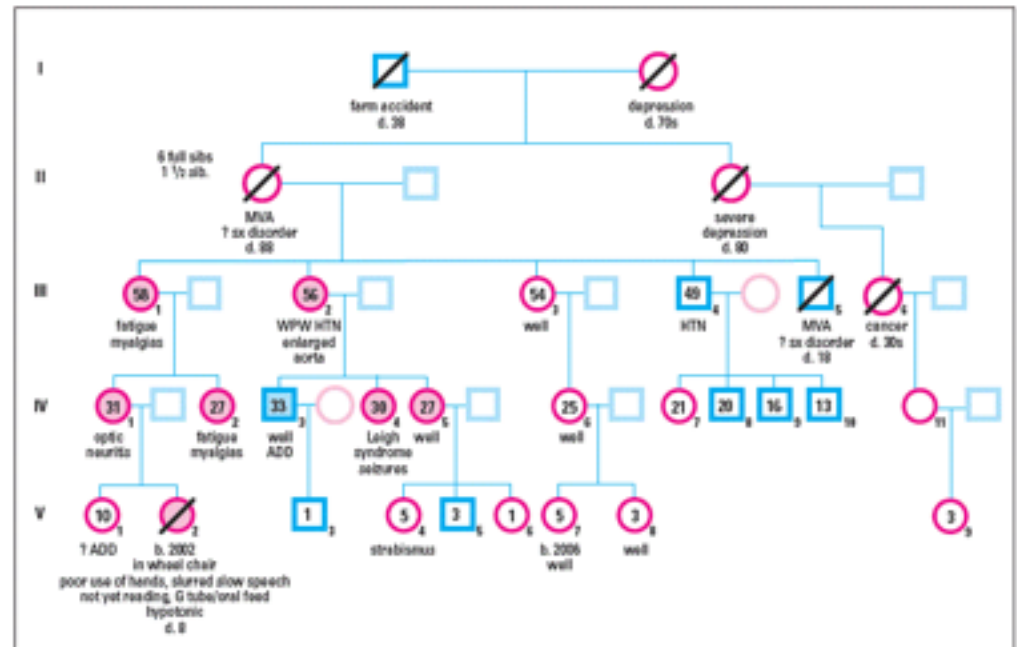 I
farm accident
d. 38
depression
d. 70s
6 full sibs
1 ½ sib.
II
MVA
? sx disorder
d. 88
severe
depression
d. 80
III
58 1
fatigue
myalgias
56 2
WPW HTN
enlarged
aorta
54 3
well
49 4
HTN
5
MVA
? sx disorder
d. 18
6
cancer
d. 30s
IV
31 1
optic
neuritis
27 2
fatigue
myalgias
33 3
well
ADD
30 4
Leigh
syndrome
seizures
27 5
well
25 6
well
21 7
20 8
16 9
13 10
11
V
10 1
? ADD
2
b. 2002
in wheel chair
poor use of hands, slurred slow speech
not yet reading, G tube/oral feed
hypotonic
d. 8
1 3
5 4
strabismus
3 5
1 6
5 7
b. 2006
well
3 8
well
3 9